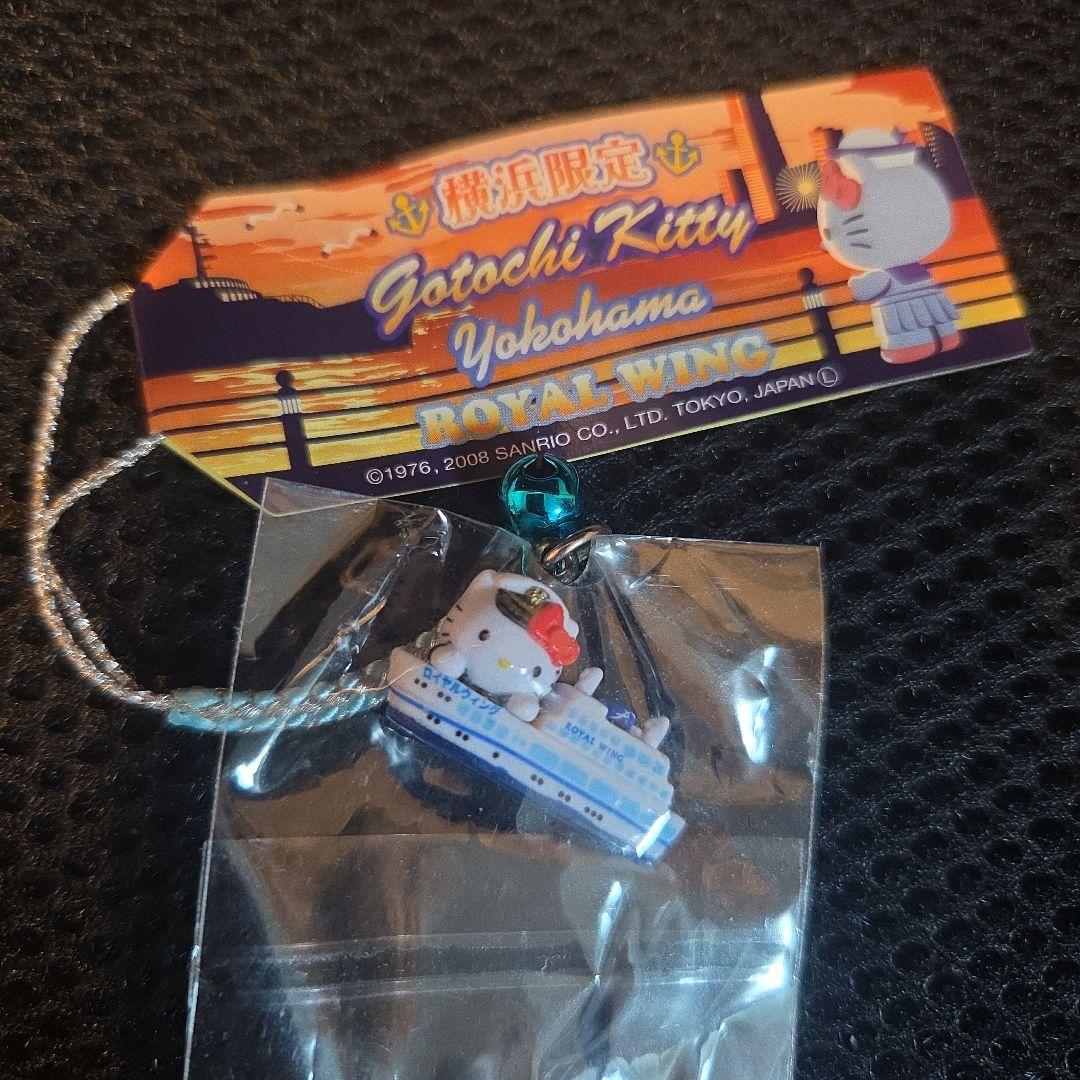 横浜限定
Gotochi Kitty
Yokohama
ROYAL WING
©1976, 2008 SANRIO CO., LTD. TOKYO, JAPAN Ⓛ
ロイヤルウィング
ROYAL WING